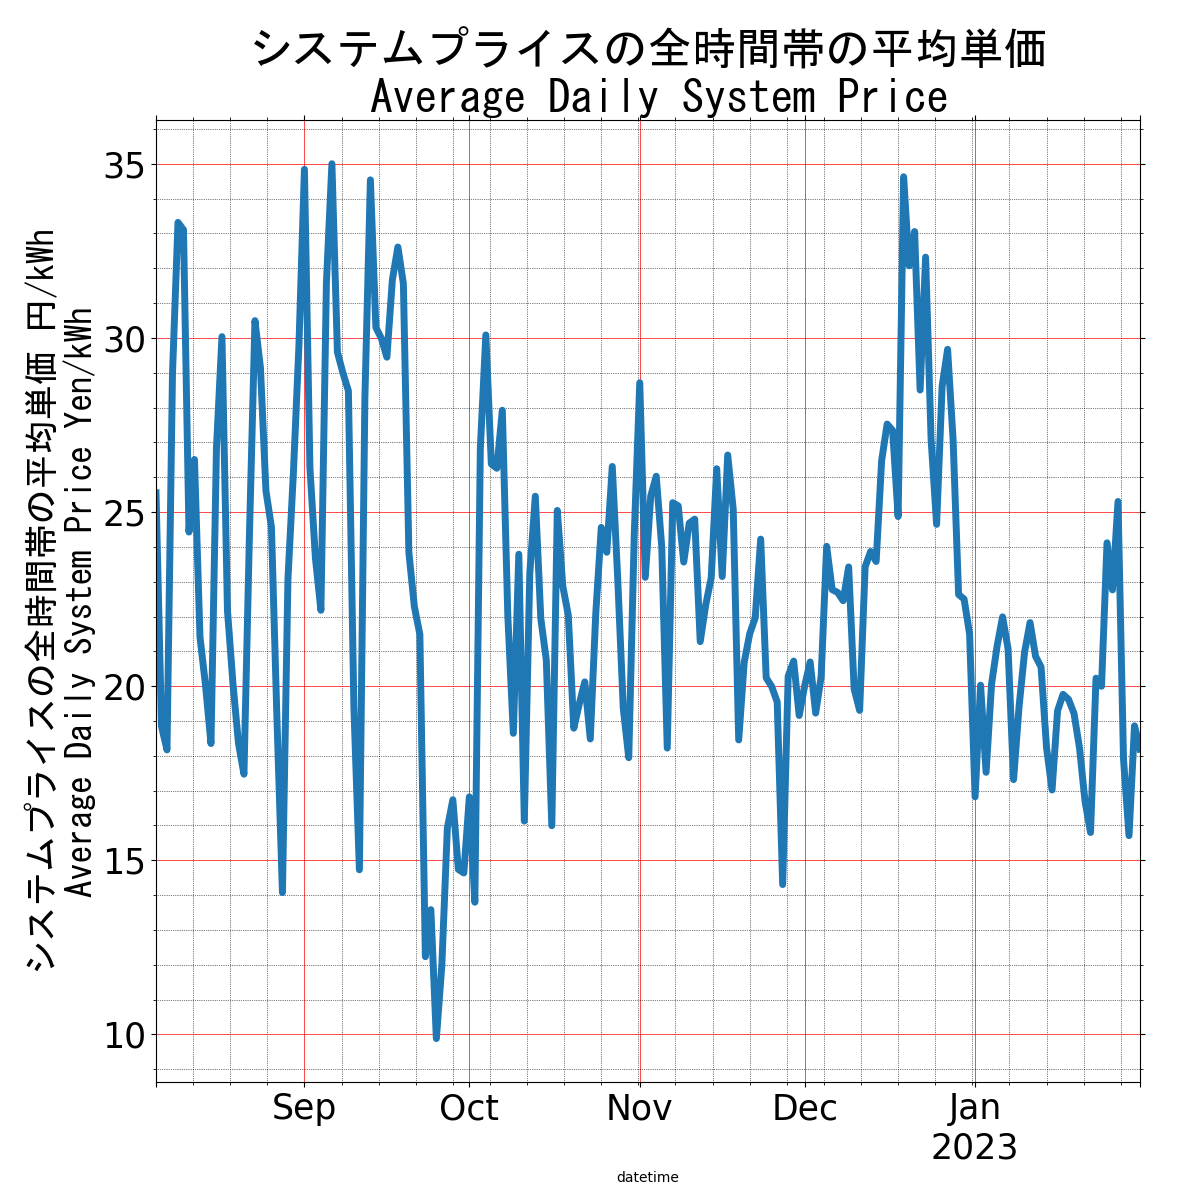 システムプライスの全時間帯の平均単価
Average Daily System Price
システムプライスの全時間帯の平均単価 円/kWh
Average Daily System Price Yen/kWh
35
30
25
20
15
10
Sep
Oct
Nov
Dec
Jan
2023
datetime